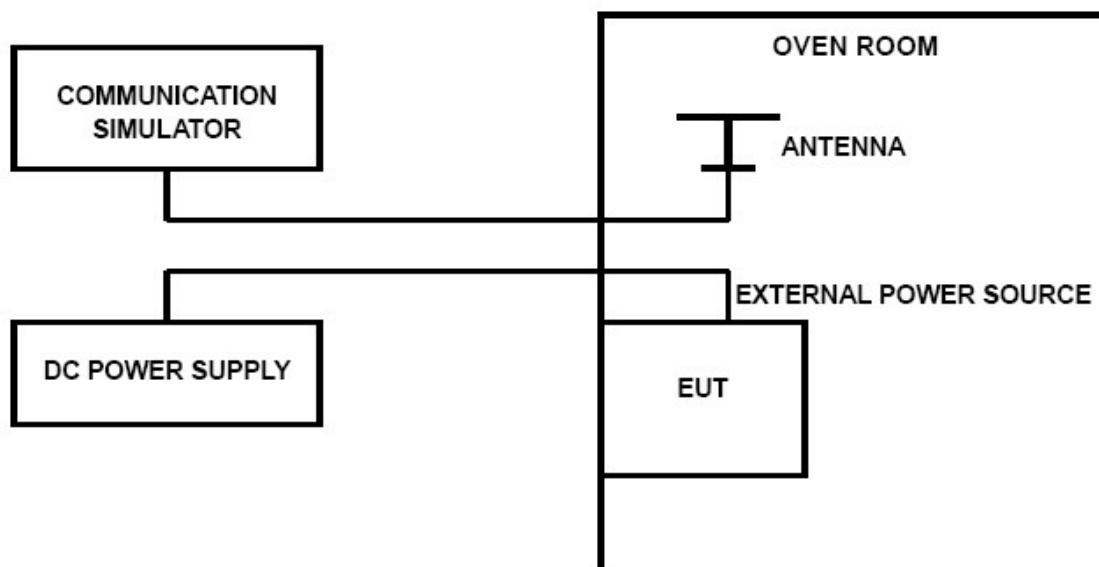 OVEN ROOM
COMMUNICATION
SIMULATOR
ANTENNA
EXTERNAL POWER SOURCE
DC POWER SUPPLY
EUT